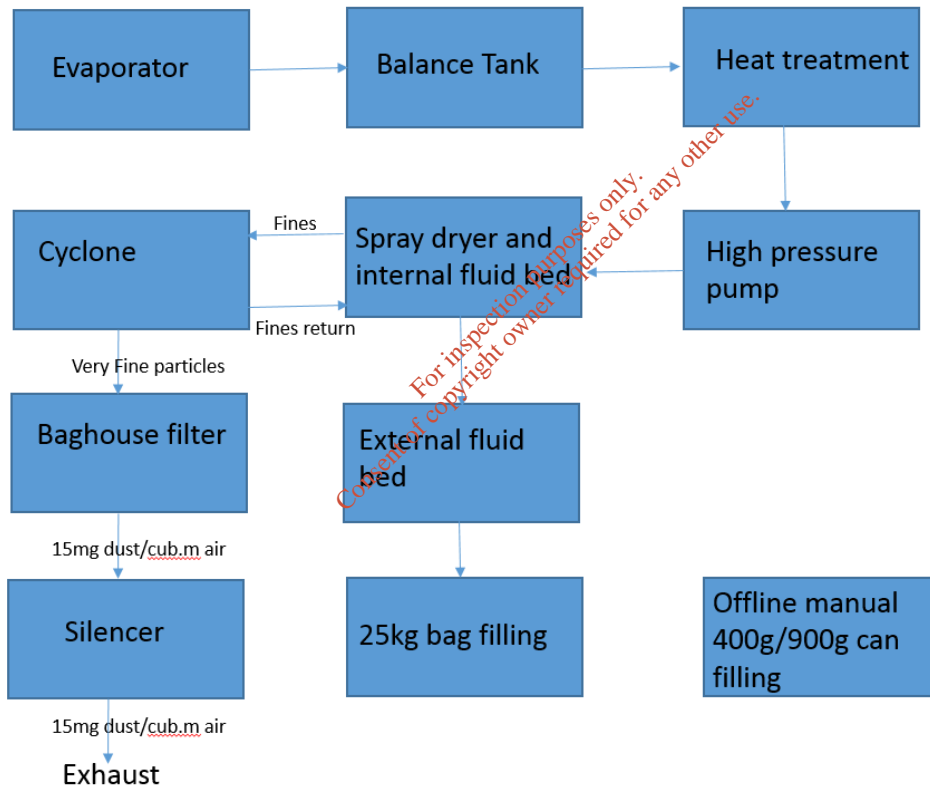 Evaporator
Balance Tank
Heat treatment
Cyclone
Fines
Fines return
Spray dryer and
internal fluid bed
High pressure
pump
Very Fine particles
Baghouse filter
External fluid
bed
15mg dust/cub.m air
Silencer
25kg bag filling
Offline manual
400g/900g can
filling
15mg dust/cub.m air
Exhaust
For inspection purposes only.
Consent of copyright owner required for any other use.